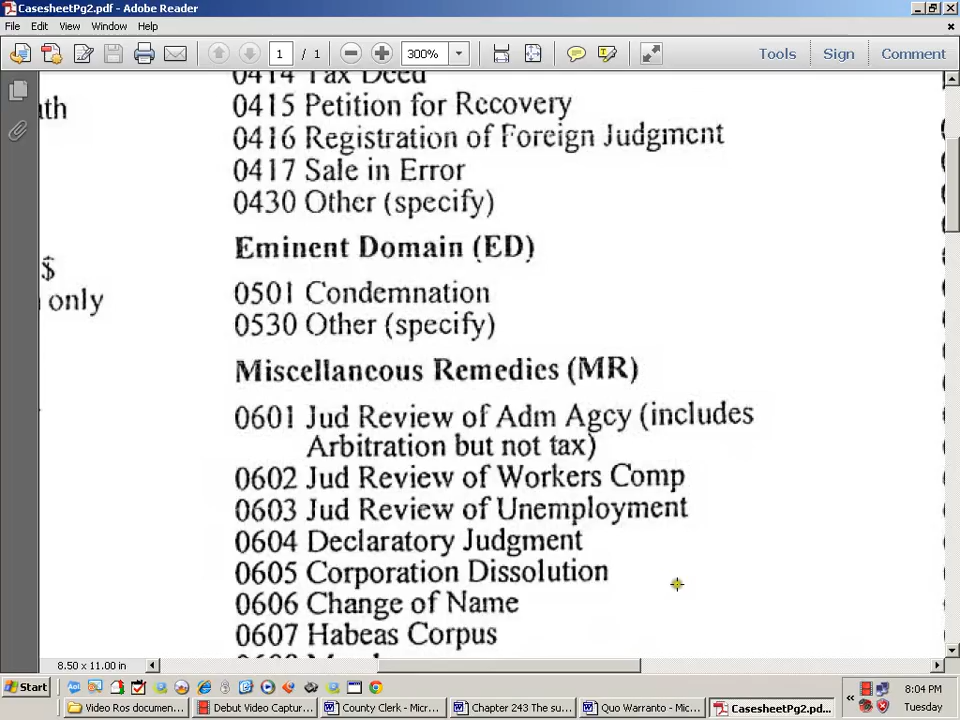 CasesheetPg2.pdf - Adobe Reader
File Edit View Window Help
1 / 1 300% Tools Sign Comment
0414 Tax Deed
ath
0415 Petition for Recovery
0416 Registration of Foreign Judgment
0417 Sale in Error
0430 Other (specify)
Eminent Domain (ED)
$
only
0501 Condemnation
0530 Other (specify)
Miscellaneous Remedies (MR)
0601 Jud Review of Adm Agcy (includes
Arbitration but not tax)
0602 Jud Review of Workers Comp
0603 Jud Review of Unemployment
0604 Declaratory Judgment
0605 Corporation Dissolution
0606 Change of Name
0607 Habeas Corpus
8.50 x 11.00 in
Start
8:04 PM
Tuesday
Video Ros documen... Debut Video Captur... County Clerk - Micr... Chapter 243 The su... Quo Warranto - Mic... CasesheetPg2.pd...